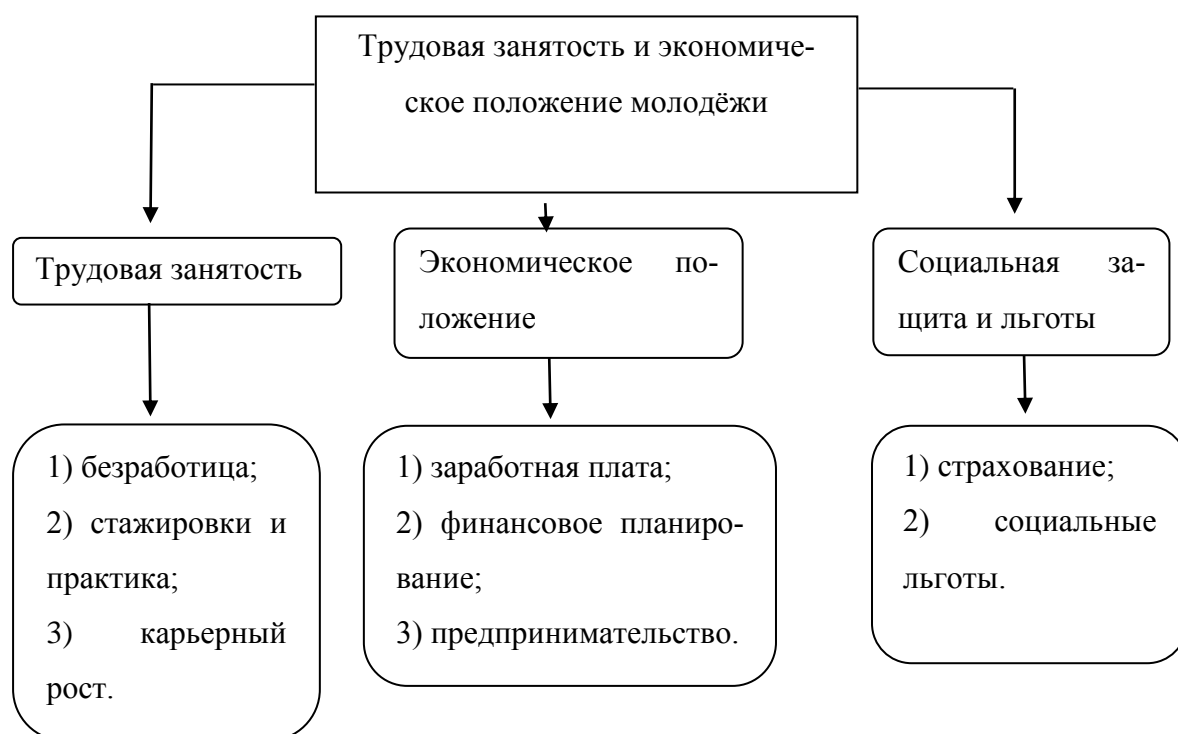 Трудовая занятость и экономиче-
ское положение молодёжи
Трудовая занятость
Экономическое по-
ложение
Социальная за-
щита и льготы
1) безработица;
2) стажировки и
практика;
3) карьерный
рост.
1) заработная плата;
2) финансовое планиро-
вание;
3) предпринимательство.
1) страхование;
2) социальные
льготы.